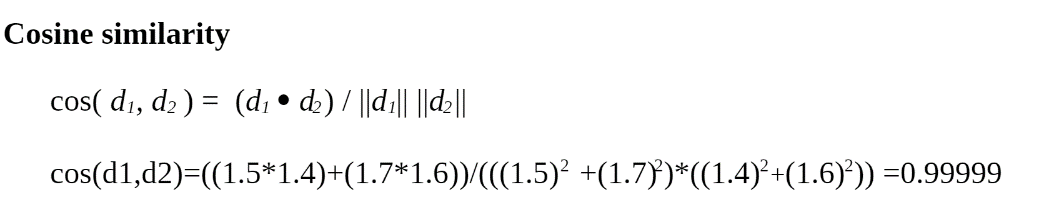 Cosine similarity
cos( d₁, d₂ ) = (d₁ • d₂) / ||d₁|| ||d₂||
cos(d1,d2)=((1.5*1.4)+(1.7*1.6))/(((1.5)² +(1.7)²)*((1.4)²+(1.6)²)) =0.99999